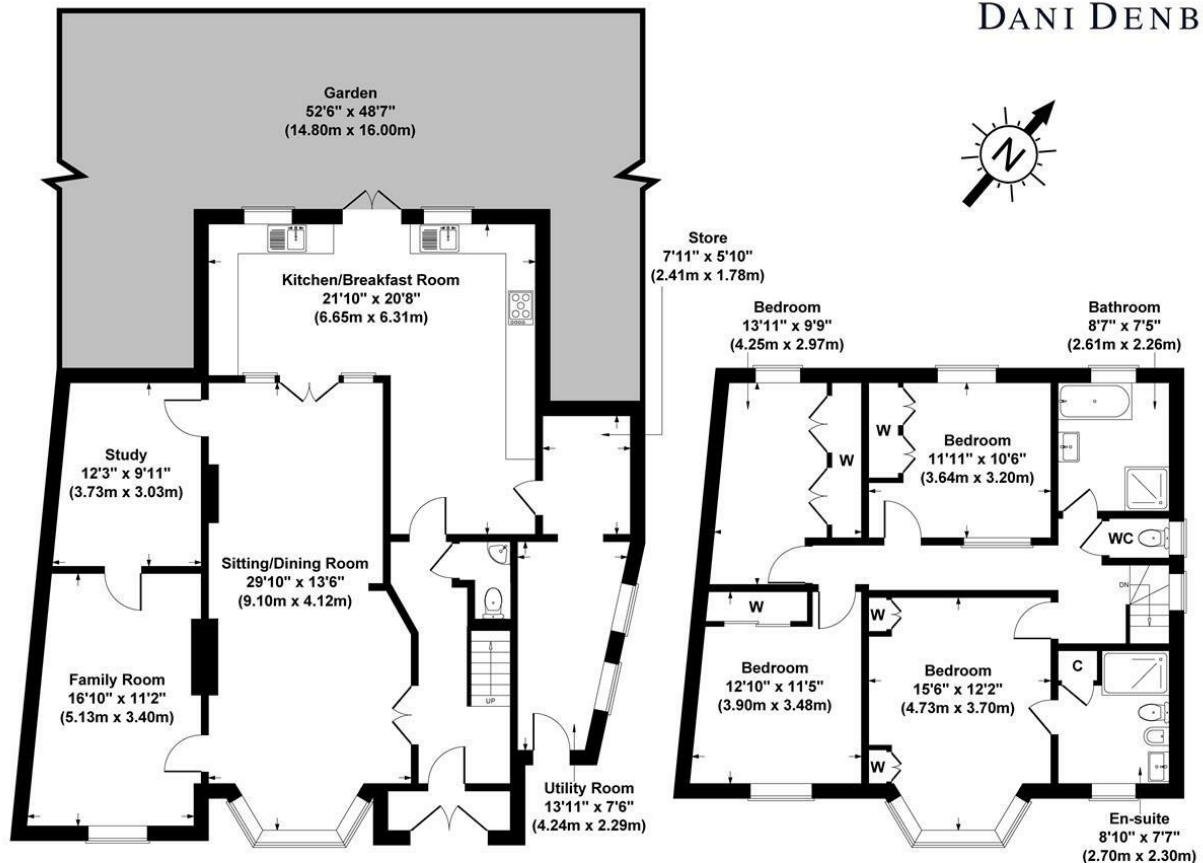 DANI DENB
Garden
52'6" x 48'7"
(14.80m x 16.00m)
N
Kitchen/Breakfast Room
21'10" x 20'8"
(6.65m x 6.31m)
Store
7'11" x 5'10"
(2.41m x 1.78m)
Study
12'3" x 9'11"
(3.73m x 3.03m)
Sitting/Dining Room
29'10" x 13'6"
(9.10m x 4.12m)
Family Room
16'10" x 11'2"
(5.13m x 3.40m)
UP
Utility Room
13'11" x 7'6"
(4.24m x 2.29m)
Bedroom
13'11" x 9'9"
(4.25m x 2.97m)
Bathroom
8'7" x 7'5"
(2.61m x 2.26m)
W
W
Bedroom
11'11" x 10'6"
(3.64m x 3.20m)
WC
DN
W
W
C
Bedroom
12'10" x 11'5"
(3.90m x 3.48m)
Bedroom
15'6" x 12'2"
(4.73m x 3.70m)
W
En-suite
8'10" x 7'7"
(2.70m x 2.30m)